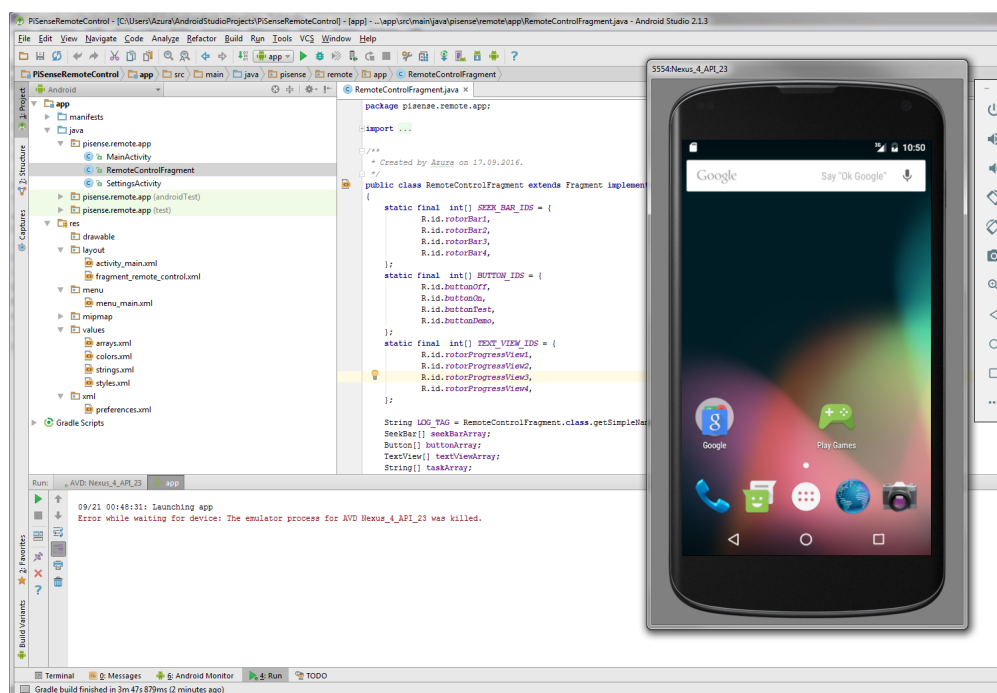 PiSenseRemoteControl - [C:\Users\Azura\AndroidStudioProjects\PiSenseRemoteControl] - [app] - ...\app\src\main\java\pisense\remote\app\RemoteControlFragment.java - Android Studio 2.1.3
File Edit View Navigate Code Analyze Refactor Build Run Tools VCS Window Help
app
PiSenseRemoteControl app src main java pisense remote app RemoteControlFragment
Android
RemoteControlFragment.java
1: Project
2: Structure
Captures
2: Favorites
Build Variants
app
manifests
java
pisense.remote.app
MainActivity
RemoteControlFragment
SettingsActivity
pisense.remote.app (androidTest)
pisense.remote.app (test)
res
drawable
layout
activity_main.xml
fragment_remote_control.xml
menu
menu_main.xml
mipmap
values
arrays.xml
colors.xml
strings.xml
styles.xml
xml
preferences.xml
Gradle Scripts
package pisense.remote.app;
import ...
/**
* Created by Azura on 17.09.2016.
*/
public class RemoteControlFragment extends Fragment implement
{
static final int[] SEEK_BAR_IDS = {
R.id.rotorBar1,
R.id.rotorBar2,
R.id.rotorBar3,
R.id.rotorBar4,
};
static final int[] BUTTON_IDS = {
R.id.buttonOff,
R.id.buttonOn,
R.id.buttonTest,
R.id.buttonDemo,
};
static final int[] TEXT_VIEW_IDS = {
R.id.rotorProgressView1,
R.id.rotorProgressView2,
R.id.rotorProgressView3,
R.id.rotorProgressView4,
};
String LOG_TAG = RemoteControlFragment.class.getSimpleNam
SeekBar[] seekBarArray;
Button[] buttonArray;
TextView[] textViewArray;
String[] taskArray;
5554:Nexus_4_API_23
3G 10:50
Google Say "Ok Google"
8
Google Play Games
Run: AVD: Nexus_4_API_23 app
09/21 00:48:31: Launching app
Error while waiting for device: The emulator process for AVD Nexus_4_API_23 was killed.
Terminal 0: Messages 6: Android Monitor 4: Run TODO
Gradle build finished in 3m 47s 879ms (2 minutes ago)